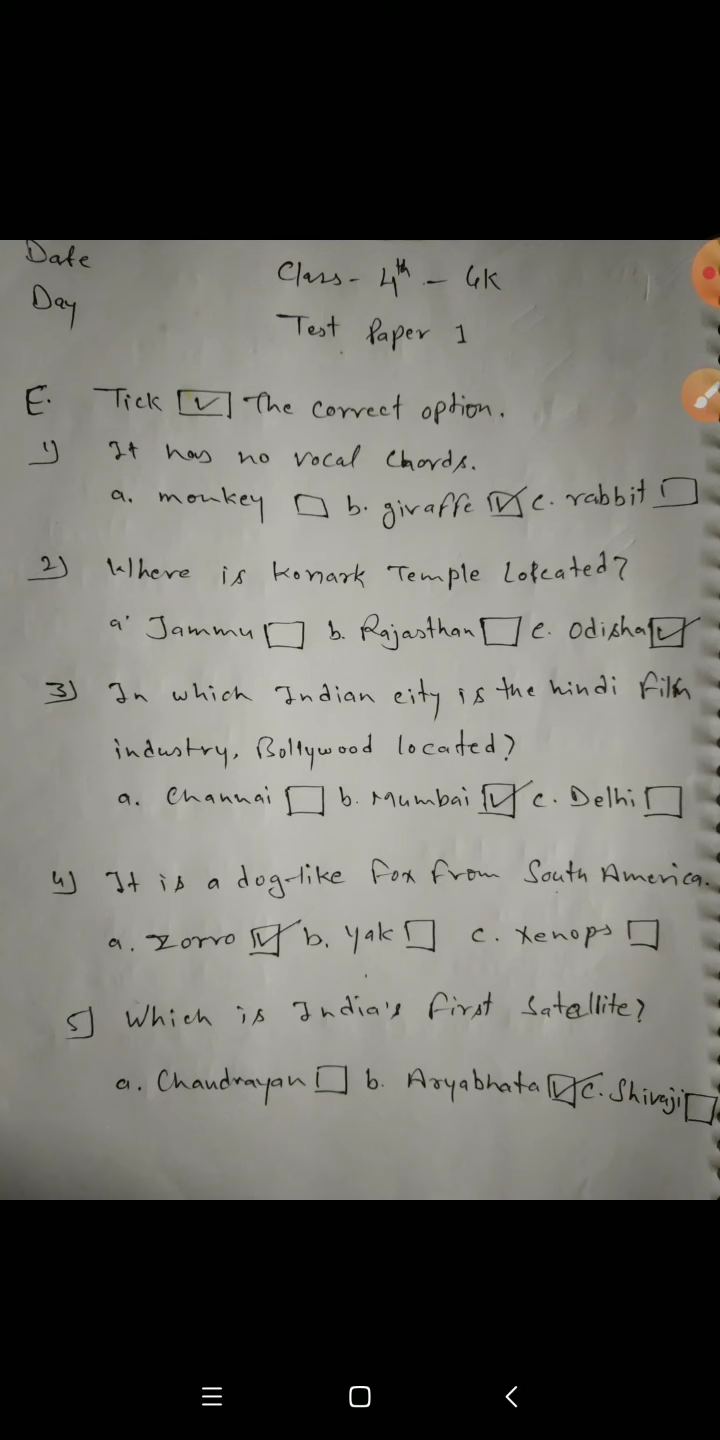 Date
Class - 4th - GK
Day
Test Paper 1
E. Tick [✓] The correct option.
1) It has no vocal chords.
a. monkey ☐ b. giraffe ☑ c. rabbit ☐
2) Where is Konark Temple Located?
a. Jammu ☐ b. Rajasthan ☐ c. Odisha ☑
3) In which Indian city is the hindi film
industry, Bollywood located?
a. Channai ☐ b. Mumbai ☑ c. Delhi ☐
4) It is a dog-like fox from South America.
a. Zorro ☑ b. Yak ☐ c. Xenops ☐
5) Which is India's first Satellite?
a. Chandrayan ☐ b. Aryabhata ☑ c. Shivaji ☐